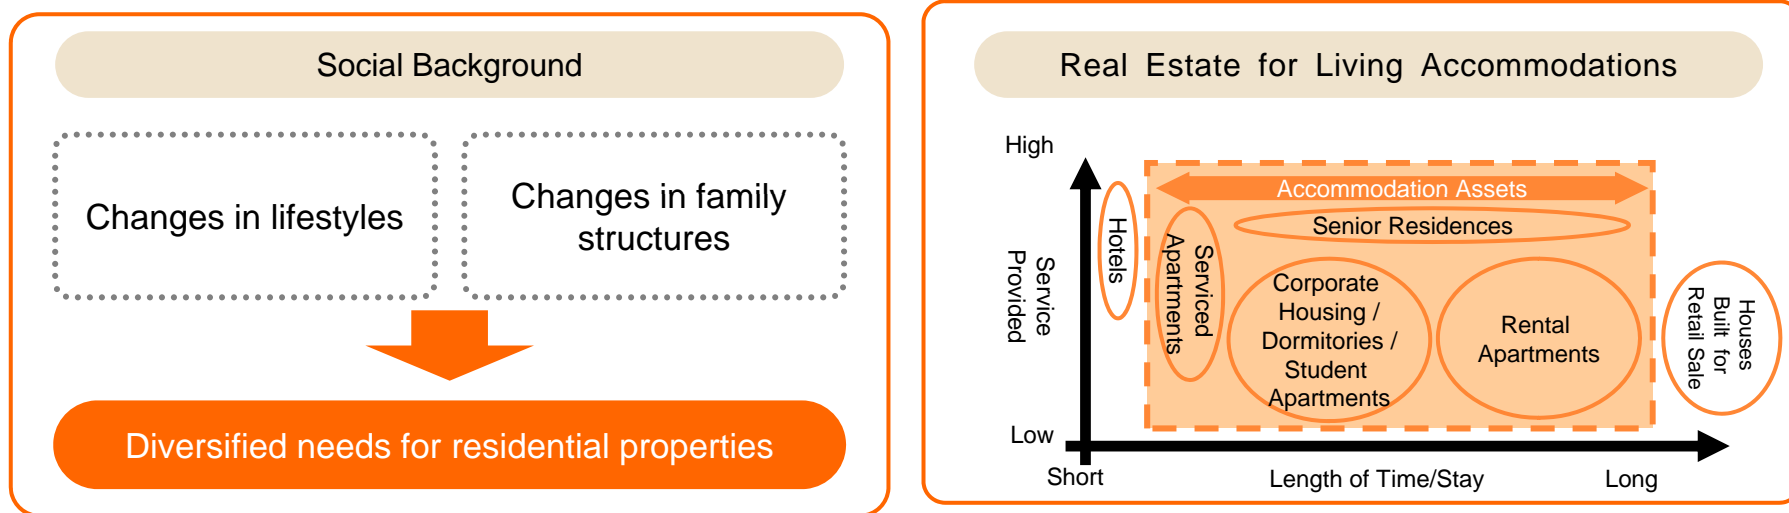 Social Background
Changes in lifestyles
Changes in family
structures
Diversified needs for residential properties
Real Estate for Living Accommodations
High
Service
Provided
Low
Short
Length of Time/Stay
Long
Accommodation Assets
Hotels
Serviced
Apartments
Senior Residences
Corporate
Housing /
Dormitories /
Student
Apartments
Rental
Apartments
Houses
Built for
Retail Sale